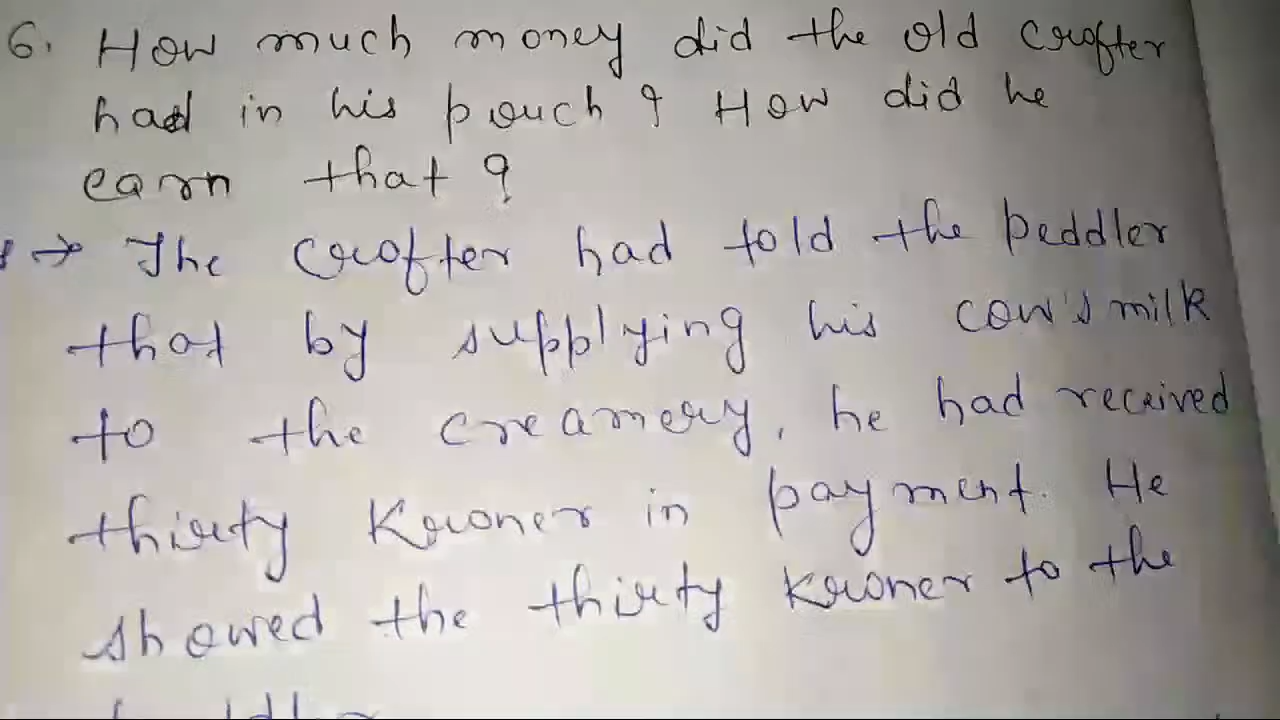 6. How much money did the old crofter
had in his pouch ? How did he
earn that ?
→ The Crofter had told the peddler
that by supplying his cow's milk
to the creamery, he had received
thirty Kroner in payment. He
showed the thirty Kroner to the